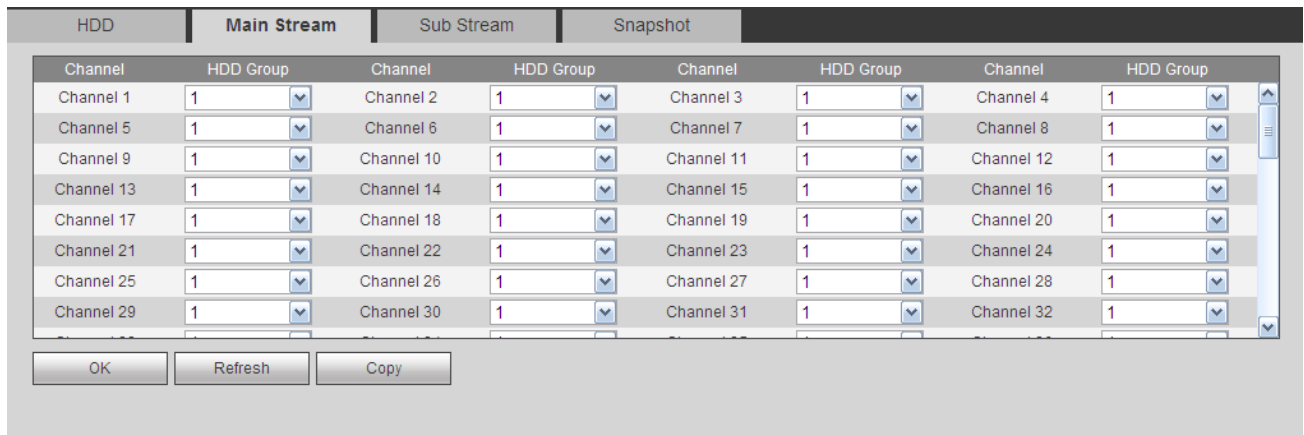 HDD Main Stream Sub Stream Snapshot
Channel HDD Group Channel HDD Group Channel HDD Group Channel HDD Group
Channel 1 1 Channel 2 1 Channel 3 1 Channel 4 1
Channel 5 1 Channel 6 1 Channel 7 1 Channel 8 1
Channel 9 1 Channel 10 1 Channel 11 1 Channel 12 1
Channel 13 1 Channel 14 1 Channel 15 1 Channel 16 1
Channel 17 1 Channel 18 1 Channel 19 1 Channel 20 1
Channel 21 1 Channel 22 1 Channel 23 1 Channel 24 1
Channel 25 1 Channel 26 1 Channel 27 1 Channel 28 1
Channel 29 1 Channel 30 1 Channel 31 1 Channel 32 1
OK Refresh Copy